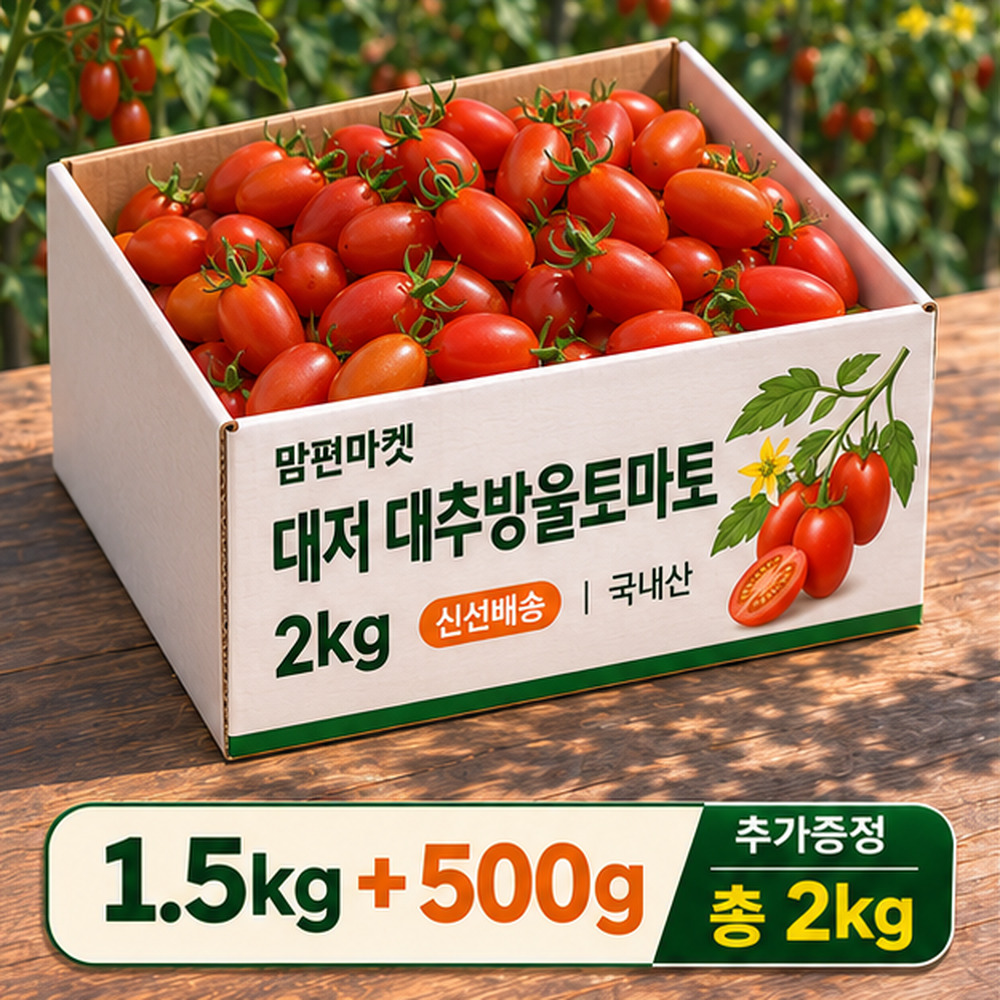 맘편마켓
대저 대추방울토마토
2kg 신선배송 | 국내산
1.5kg + 500g
추가증정
총 2kg